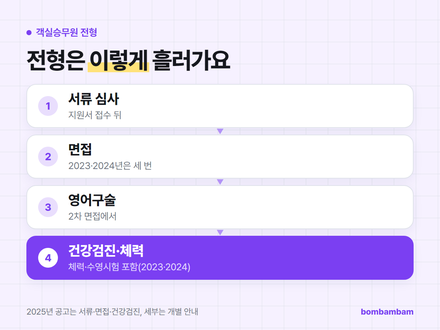 객실승무원 전형
전형은 이렇게 흘러가요
1
서류 심사
지원서 접수 뒤
2
면접
2023·2024년은 세 번
3
영어구술
2차 면접에서
4
건강검진·체력
체력·수영시험 포함(2023·2024)
2025년 공고는 서류·면접·건강검진, 세부는 개별 안내
bombambam